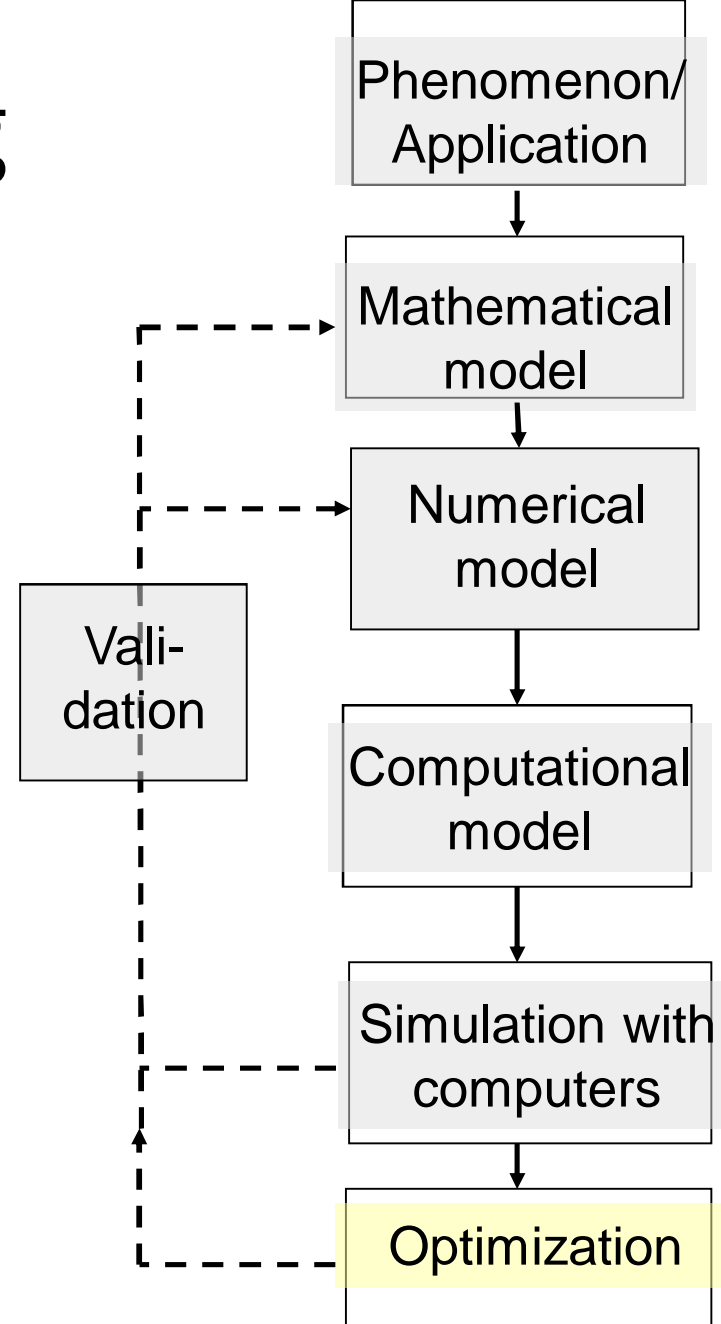 g
Phenomenon/
Application
Mathematical
model
Numerical
model
Vali-
dation
Computational
model
Simulation with
computers
Optimization